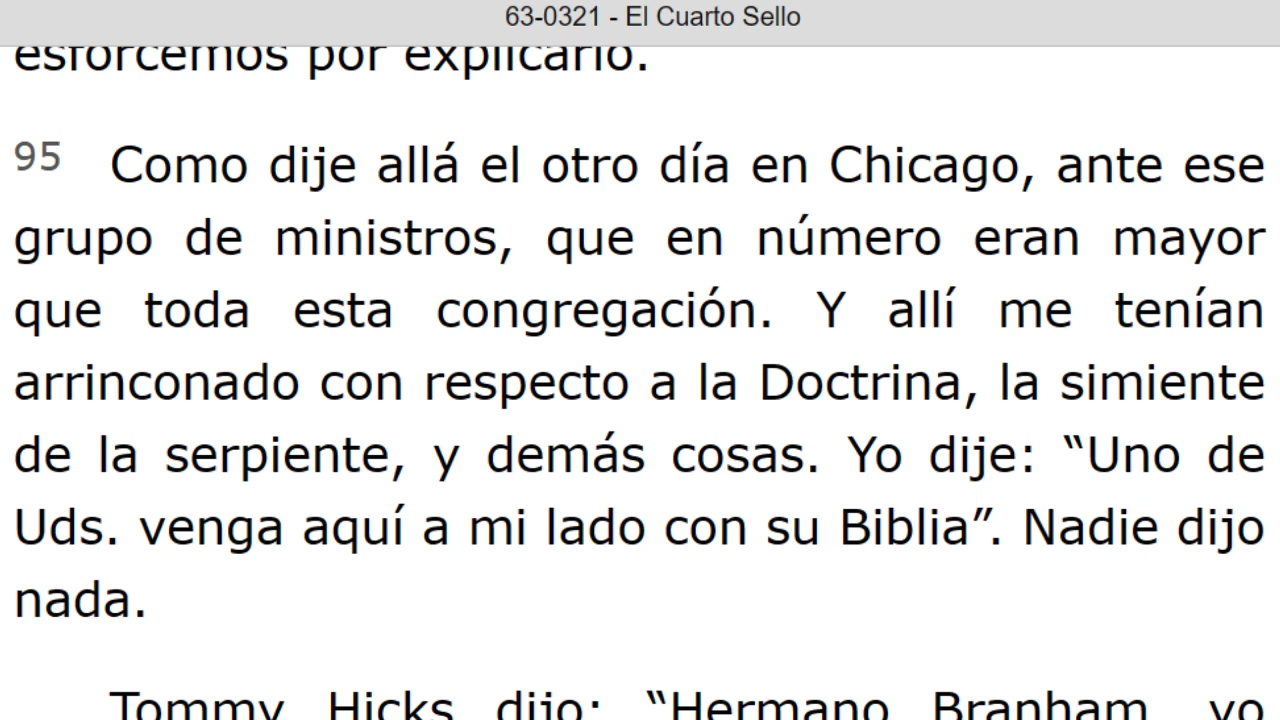 63-0321 - El Cuarto Sello
esforcemos por explicarlo.
95 Como dije allá el otro día en Chicago, ante ese
grupo de ministros, que en número eran mayor
que toda esta congregación. Y allí me tenían
arrinconado con respecto a la Doctrina, la simiente
de la serpiente, y demás cosas. Yo dije: “Uno de
Uds. venga aquí a mi lado con su Biblia”. Nadie dijo
nada.
Tommy Hicks dijo: “Hermano Branham, yo